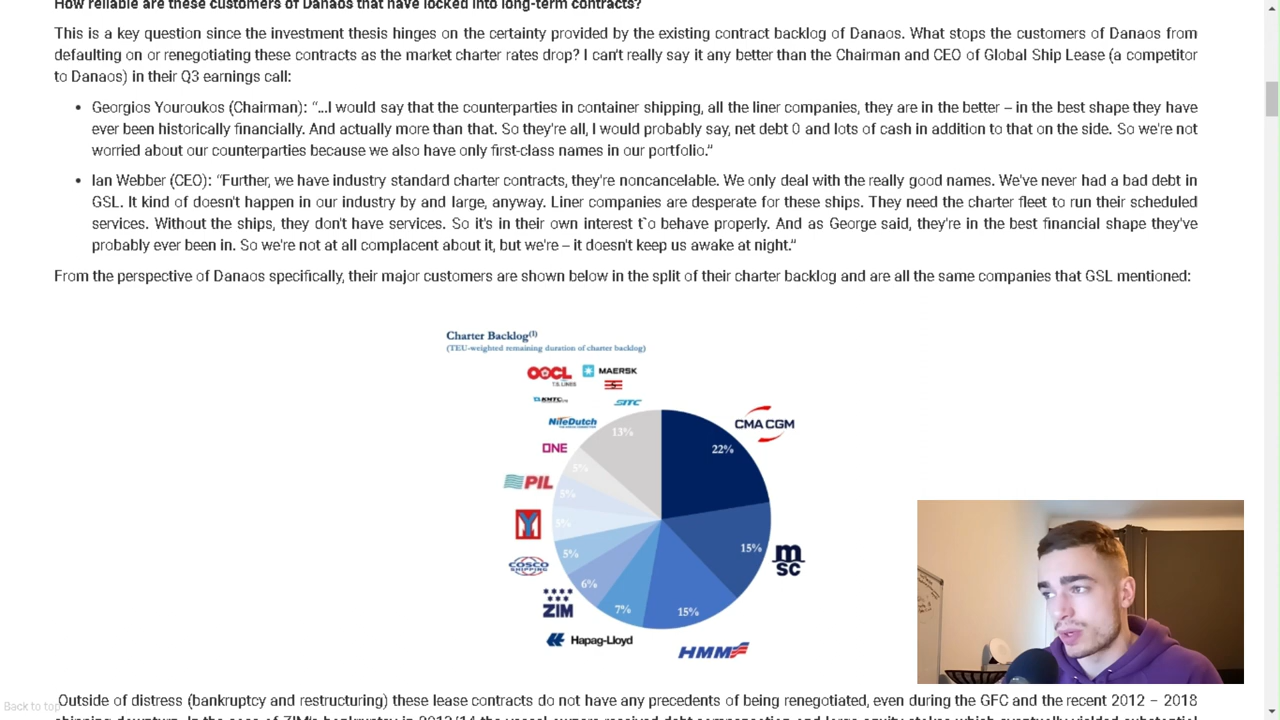 How reliable are these customers of Danaos that have locked into long-term contracts?
This is a key question since the investment thesis hinges on the certainty provided by the existing contract backlog of Danaos. What stops the customers of Danaos from
defaulting on or renegotiating these contracts as the market charter rates drop? I can't really say it any better than the Chairman and CEO of Global Ship Lease (a competitor
to Danaos) in their Q3 earnings call:
• Georgios Youroukos (Chairman): “...I would say that the counterparties in container shipping, all the liner companies, they are in the better – in the best shape they have
ever been historically financially. And actually more than that. So they're all, I would probably say, net debt 0 and lots of cash in addition to that on the side. So we're not
worried about our counterparties because we also have only first-class names in our portfolio.”
• Ian Webber (CEO): “Further, we have industry standard charter contracts, they're noncancelable. We only deal with the really good names. We've never had a bad debt in
GSL. It kind of doesn't happen in our industry by and large, anyway. Liner companies are desperate for these ships. They need the charter fleet to run their scheduled
services. Without the ships, they don't have services. So it's in their own interest t`o behave properly. And as George said, they're in the best financial shape they've
probably ever been in. So we're not at all complacent about it, but we're – it doesn't keep us awake at night.”
From the perspective of Danaos specifically, their major customers are shown below in the split of their charter backlog and are all the same companies that GSL mentioned:
Charter Backlog(1)
(TEU-weighted remaining duration of charter backlog)
OOCL MAERSK
KMTC SITC
NileDutch 13% CMA CGM
ONE 22%
5%
PIL
5%
Y
5%
5% 15% msc
COSCO SHIPPING
6%
ZIM 7% 15%
Hapag-Lloyd
HMM
Back to top
Outside of distress (bankruptcy and restructuring) these lease contracts do not have any precedents of being renegotiated, even during the GFC and the recent 2012 – 2018